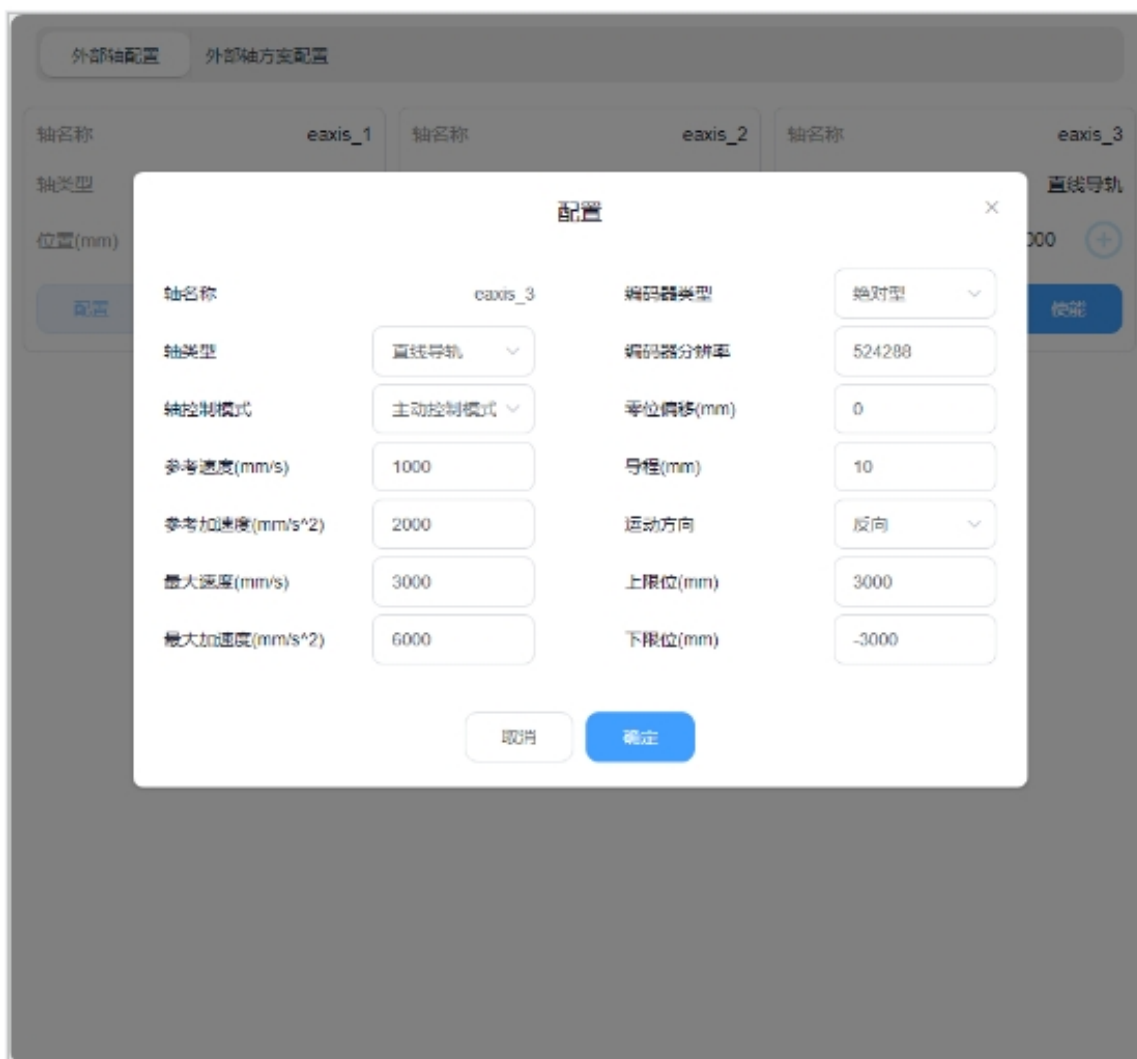 外部轴配置 外部轴方案配置
轴名称 eaxis_1 轴名称 eaxis_2 轴名称 eaxis_3
轴类型 直线导轨
位置(mm) 000
配置 使能
配置
轴名称 eaxis_3 编码器类型 绝对型
轴类型 直线导轨 编码器分辨率 524288
轴控制模式 主动控制模式 零位偏移(mm) 0
参考速度(mm/s) 1000 导程(mm) 10
参考加速度(mm/s^2) 2000 运动方向 反向
最大速度(mm/s) 3000 上限位(mm) 3000
最大加速度(mm/s^2) 6000 下限位(mm) -3000
取消 确定